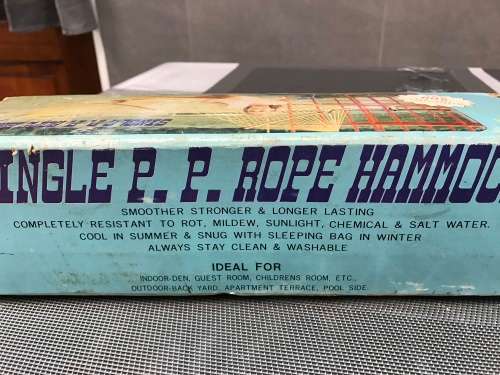 INGLE P. P. ROPE HAMMOC
SMOOTHER STRONGER & LONGER LASTING
COMPLETELY RESISTANT TO ROT, MILDEW, SUNLIGHT, CHEMICAL & SALT WATER.
COOL IN SUMMER & SNUG WITH SLEEPING BAG IN WINTER
ALWAYS STAY CLEAN & WASHABLE
IDEAL FOR
INDOOR-DEN, GUEST ROOM, CHILDRENS ROOM, ETC.,
OUTDOOR-BACK YARD, APARTMENT TERRACE, POOL SIDE.